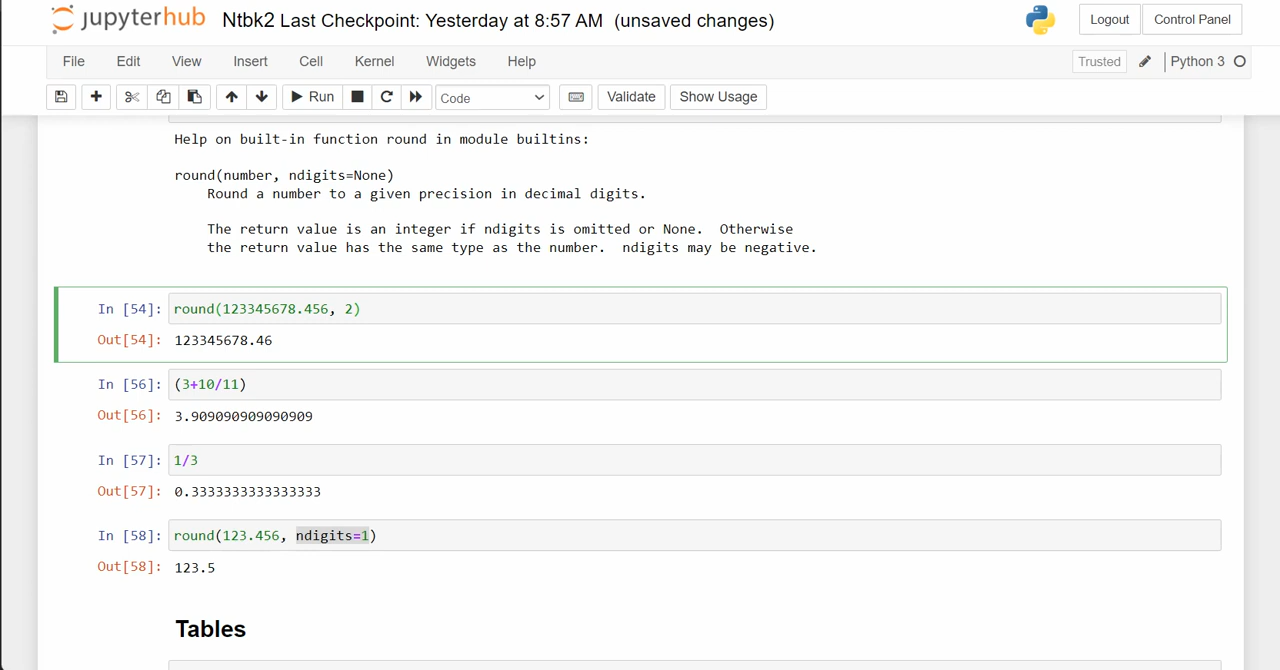 jupyterhub Ntbk2 Last Checkpoint: Yesterday at 8:57 AM (unsaved changes) Logout Control Panel
File Edit View Insert Cell Kernel Widgets Help Trusted Python 3
Run Code Validate Show Usage
Help on built-in function round in module builtins:
round(number, ndigits=None)
Round a number to a given precision in decimal digits.
The return value is an integer if ndigits is omitted or None.  Otherwise
the return value has the same type as the number.  ndigits may be negative.
In [54]: round(123345678.456, 2)
Out[54]: 123345678.46
In [56]: (3+10/11)
Out[56]: 3.909090909090909
In [57]: 1/3
Out[57]: 0.3333333333333333
In [58]: round(123.456, ndigits=1)
Out[58]: 123.5
Tables